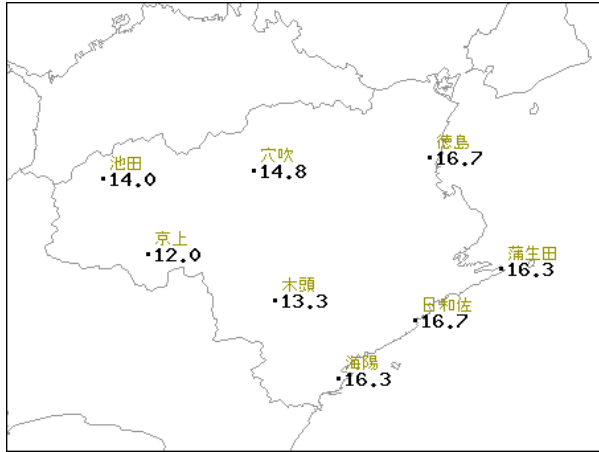 徳島
16.7
穴吹
14.8
池田
14.0
京上
12.0
蒲生田
16.3
木頭
13.3
日和佐
16.7
海陽
16.3